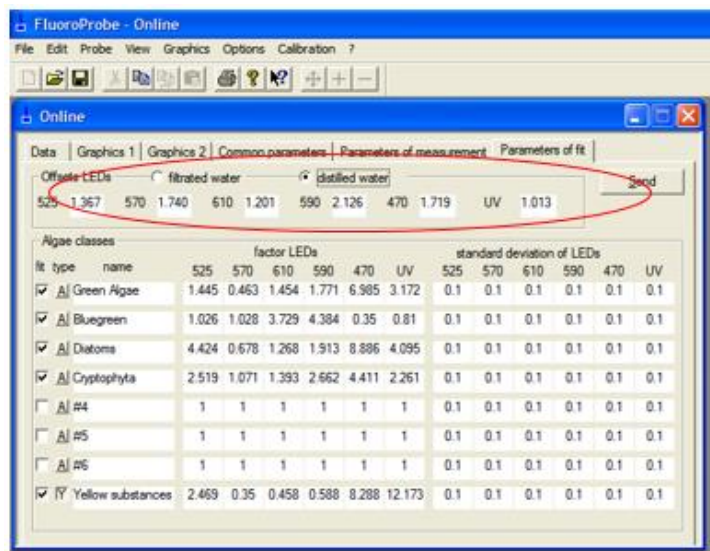 FluoroProbe - Online
File Edit Probe View Graphics Options Calibration ?
Online
Data Graphics 1 Graphics 2 Common parameters Parameters of measurement Parameters of fit
Offsets LEDs filtrated water distilled water Send
525 1.367 570 1.740 610 1.201 590 2.126 470 1.719 UV 1.013
Algae classes
factor LEDs standard deviation of LEDs
fit type name 525 570 610 590 470 UV 525 570 610 590 470 UV
A Green Algae 1.445 0.463 1.454 1.771 6.985 3.172 0.1 0.1 0.1 0.1 0.1 0.1
A Bluegreen 1.026 1.028 3.729 4.384 0.35 0.81 0.1 0.1 0.1 0.1 0.1 0.1
A Diatoms 4.424 0.678 1.268 1.913 8.886 4.095 0.1 0.1 0.1 0.1 0.1 0.1
A Cryptophyta 2.519 1.071 1.393 2.662 4.411 2.261 0.1 0.1 0.1 0.1 0.1 0.1
A #4 1 1 1 1 1 1 0.1 0.1 0.1 0.1 0.1 0.1
A #5 1 1 1 1 1 1 0.1 0.1 0.1 0.1 0.1 0.1
A #6 1 1 1 1 1 1 0.1 0.1 0.1 0.1 0.1 0.1
Y Yellow substances 2.469 0.35 0.458 0.588 8.288 12.173 0.1 0.1 0.1 0.1 0.1 0.1